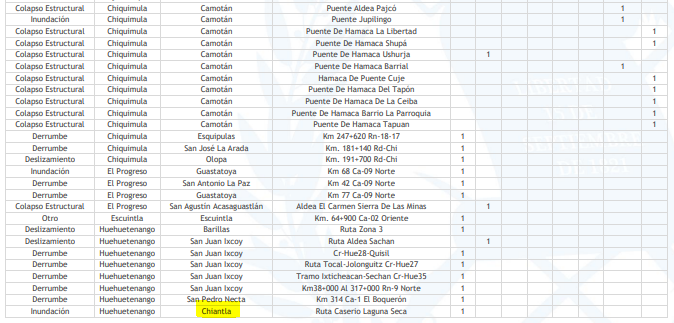 Colapso Estructural Chiquimula Camotán Puente Aldea Pajcó 1
Inundación Chiquimula Camotán Puente Jupilingo 1
Colapso Estructural Chiquimula Camotán Puente De Hamaca La Libertad 1
Colapso Estructural Chiquimula Camotán Puente De Hamaca Shupá 1
Colapso Estructural Chiquimula Camotán Puente De Hamaca Ushurja 1
Colapso Estructural Chiquimula Camotán Puente De Hamaca Barrial 1
Colapso Estructural Chiquimula Camotán Hamaca De Puente Cuje 1
Colapso Estructural Chiquimula Camotán Puente De Hamaca Del Tapón 1
Colapso Estructural Chiquimula Camotán Puente De Hamaca De La Ceiba 1
Colapso Estructural Chiquimula Camotán Puente De Hamaca Barrio La Parroquia 1
Colapso Estructural Chiquimula Camotán Puente De Hamaca Tapuan 1
Derrumbe Chiquimula Esquipulas Km 247+620 Rn-18-17 1
Derrumbe Chiquimula San José La Arada Km. 181+140 Rd-Chi 1
Deslizamiento Chiquimula Olopa Km. 191+700 Rd-Chi 1
Inundación El Progreso Guastatoya Km 68 Ca-09 Norte 1
Derrumbe El Progreso San Antonio La Paz Km 42 Ca-09 Norte 1
Derrumbe El Progreso Guastatoya Km 77 Ca-09 Norte 1
Colapso Estructural El Progreso San Agustín Acasaguastlán Aldea El Carmen Sierra De Las Minas 1
Otro Escuintla Escuintla Km. 64+900 Ca-02 Oriente 1
Deslizamiento Huehuetenango Barillas Ruta Zona 3 1
Deslizamiento Huehuetenango San Juan Ixcoy Ruta Aldea Sachan 1
Derrumbe Huehuetenango San Juan Ixcoy Cr-Hue28-Quisil 1
Derrumbe Huehuetenango San Juan Ixcoy Ruta Tocal-Jolonguitz Cr-Hue27 1
Derrumbe Huehuetenango San Juan Ixcoy Tramo Ixticheacan-Sechan Cr-Hue35 1
Derrumbe Huehuetenango San Juan Ixcoy Km38+000 Al 317+000 Rn-9 Norte 1
Derrumbe Huehuetenango San Pedro Necta Km 314 Ca-1 El Boquerón 1
Inundación Huehuetenango Chiantla Ruta Caserio Laguna Seca 1